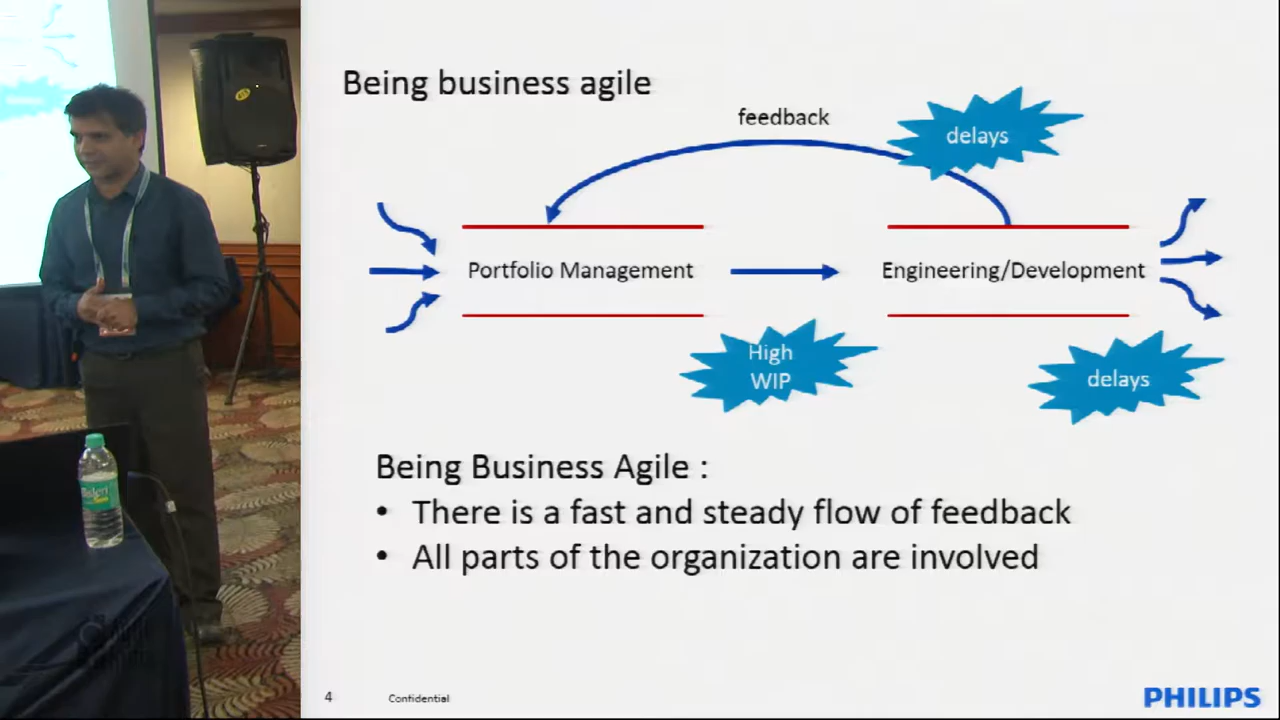 Being business agile
feedback
delays
Portfolio Management
Engineering/Development
High
WIP
delays
Being Business Agile :
• There is a fast and steady flow of feedback
• All parts of the organization are involved
4
Confidential
PHILIPS